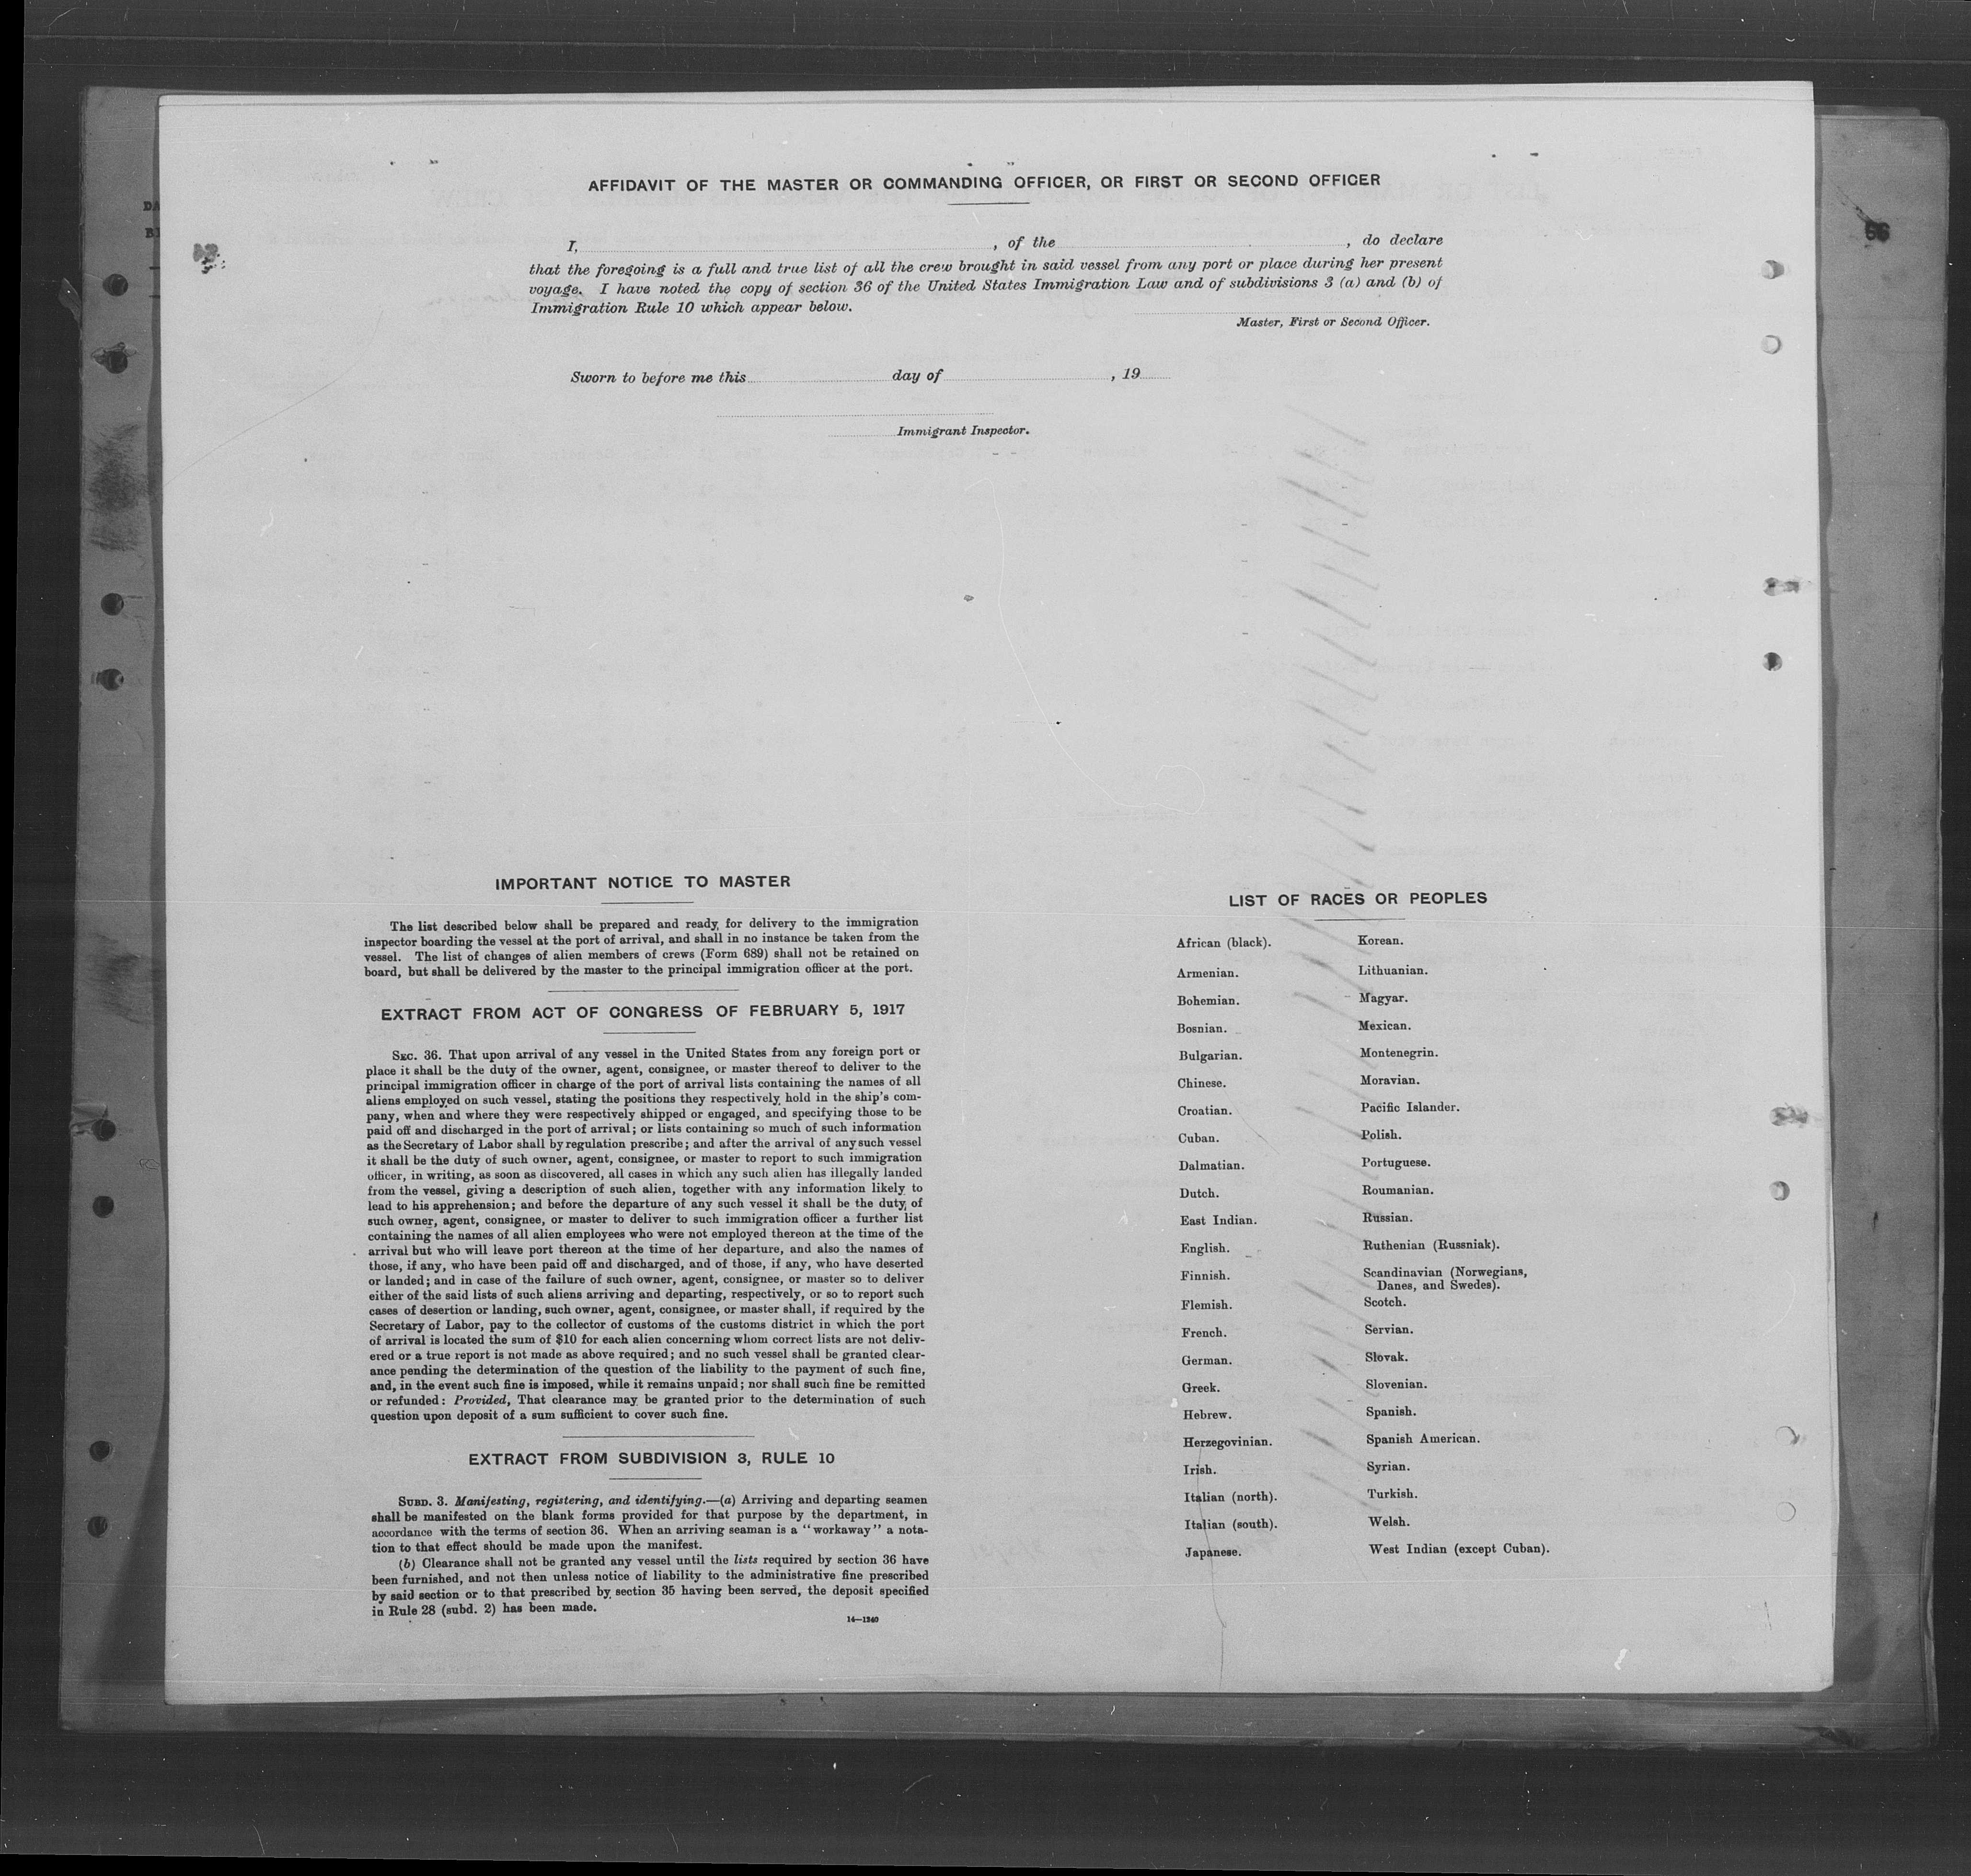 AFFIDAVIT OF THE MASTER OR COMMANDING OFFICER, OR FIRST OR SECOND OFFICER
I, , of the , do declare
that the foregoing is a full and true list of all the crew brought in said vessel from any port or place during her present
voyage. I have noted the copy of section 36 of the United States Immigration Law and of subdivisions 3 (a) and (b) of
Immigration Rule 10 which appear below.
Master, First or Second Officer.
Sworn to before me this day of , 19
Immigrant Inspector.
IMPORTANT NOTICE TO MASTER
The list described below shall be prepared and ready for delivery to the immigration
inspector boarding the vessel at the port of arrival, and shall in no instance be taken from the
vessel. The list of changes of alien members of crews (Form 689) shall not be retained on
board, but shall be delivered by the master to the principal immigration officer at the port.
EXTRACT FROM ACT OF CONGRESS OF FEBRUARY 5, 1917
SEC. 36. That upon arrival of any vessel in the United States from any foreign port or
place it shall be the duty of the owner, agent, consignee, or master thereof to deliver to the
principal immigration officer in charge of the port of arrival lists containing the names of all
aliens employed on such vessel, stating the positions they respectively hold in the ship's com-
pany, when and where they were respectively shipped or engaged, and specifying those to be
paid off and discharged in the port of arrival; or lists containing so much of such information
as the Secretary of Labor shall by regulation prescribe; and after the arrival of any such vessel
it shall be the duty of such owner, agent, consignee, or master to report to such immigration
officer, in writing, as soon as discovered, all cases in which any such alien has illegally landed
from the vessel, giving a description of such alien, together with any information likely to
lead to his apprehension; and before the departure of any such vessel it shall be the duty of
such owner, agent, consignee, or master to deliver to such immigration officer a further list
containing the names of all alien employees who were not employed thereon at the time of the
arrival but who will leave port thereon at the time of her departure, and also the names of
those, if any, who have been paid off and discharged, and of those, if any, who have deserted
or landed; and in case of the failure of such owner, agent, consignee, or master so to deliver
either of the said lists of such aliens arriving and departing, respectively, or so to report such
cases of desertion or landing, such owner, agent, consignee, or master shall, if required by the
Secretary of Labor, pay to the collector of customs of the customs district in which the port
of arrival is located the sum of $10 for each alien concerning whom correct lists are not deliv-
ered or a true report is not made as above required; and no such vessel shall be granted clear-
ance pending the determination of the question of the liability to the payment of such fine,
and, in the event such fine is imposed, while it remains unpaid; nor shall such fine be remitted
or refunded: Provided, That clearance may be granted prior to the determination of such
question upon deposit of a sum sufficient to cover such fine.
EXTRACT FROM SUBDIVISION 3, RULE 10
SUBD. 3. Manifesting, registering, and identifying.—(a) Arriving and departing seamen
shall be manifested on the blank forms provided for that purpose by the department, in
accordance with the terms of section 36. When an arriving seaman is a "workaway" a nota-
tion to that effect should be made upon the manifest.
(b) Clearance shall not be granted any vessel until the lists required by section 36 have
been furnished, and not then unless notice of liability to the administrative fine prescribed
by said section or to that prescribed by section 35 having been served, the deposit specified
in Rule 28 (subd. 2) has been made.
14—1340
LIST OF RACES OR PEOPLES
African (black).
Armenian.
Bohemian.
Bosnian.
Bulgarian.
Chinese.
Croatian.
Cuban.
Dalmatian.
Dutch.
East Indian.
English.
Finnish.
Flemish.
French.
German.
Greek.
Hebrew.
Herzegovinian.
Irish.
Italian (north).
Italian (south).
Japanese.
Korean.
Lithuanian.
Magyar.
Mexican.
Montenegrin.
Moravian.
Pacific Islander.
Polish.
Portuguese.
Roumanian.
Russian.
Ruthenian (Russniak).
Scandinavian (Norwegians,
Danes, and Swedes).
Scotch.
Servian.
Slovak.
Slovenian.
Spanish.
Spanish American.
Syrian.
Turkish.
Welsh.
West Indian (except Cuban).